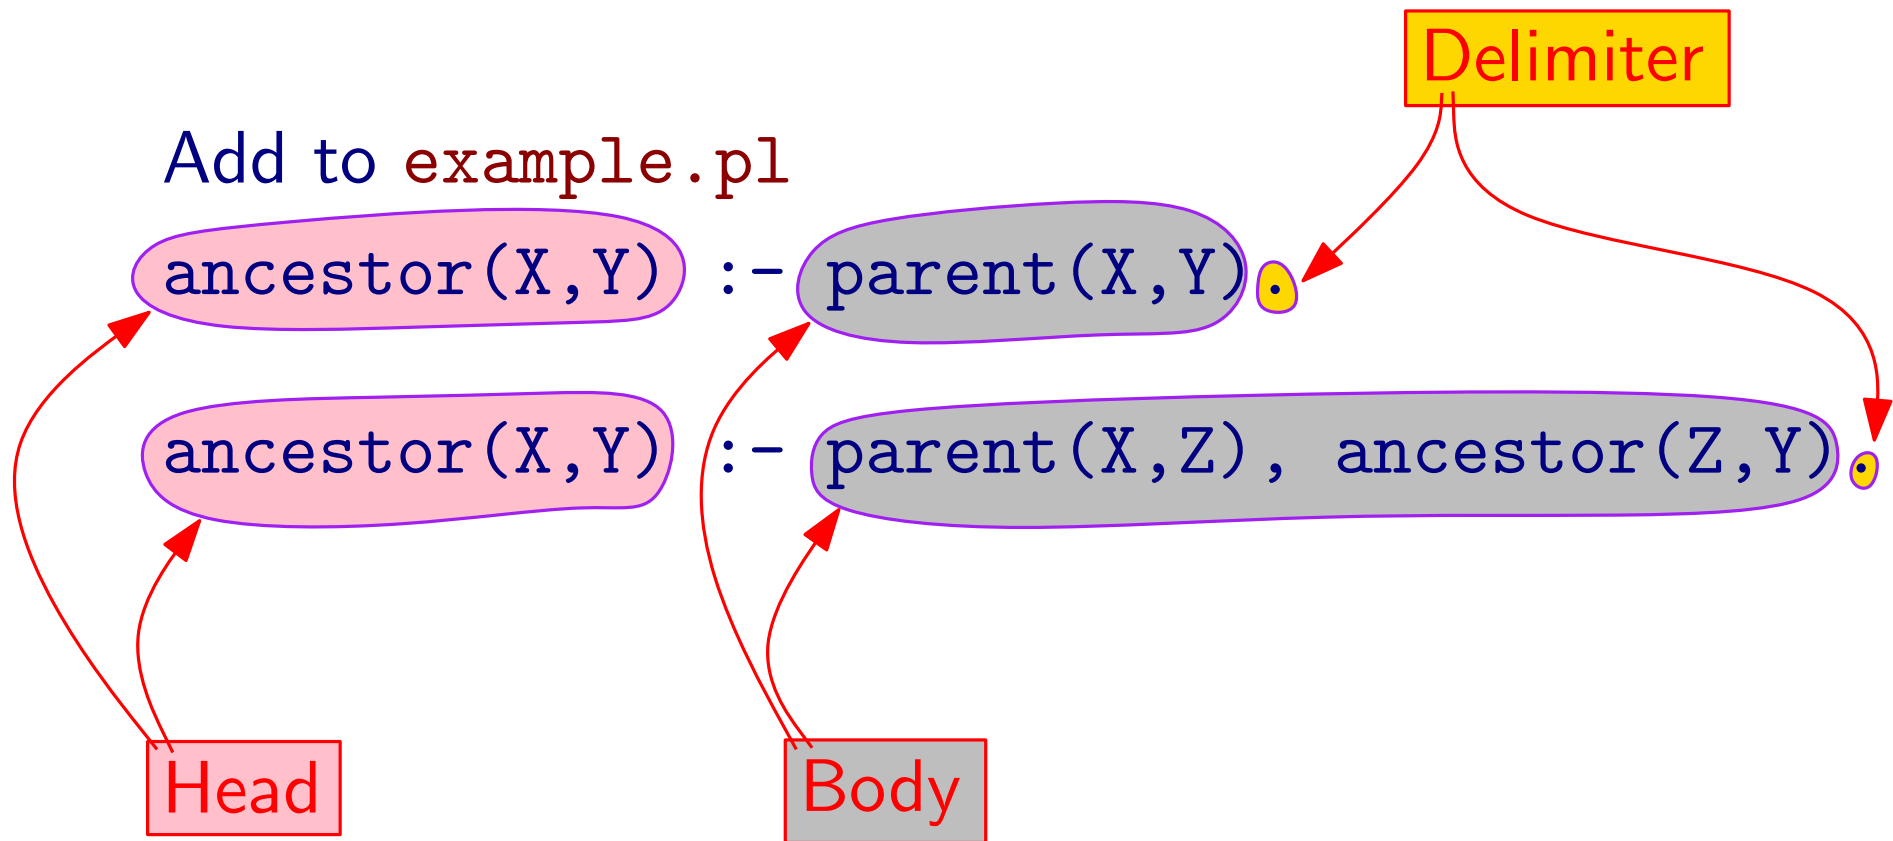 Delimiter
Add to example.pl
ancestor(X,Y) :- parent(X,Y).
ancestor(X,Y) :- parent(X,Z), ancestor(Z,Y).
Head
Body